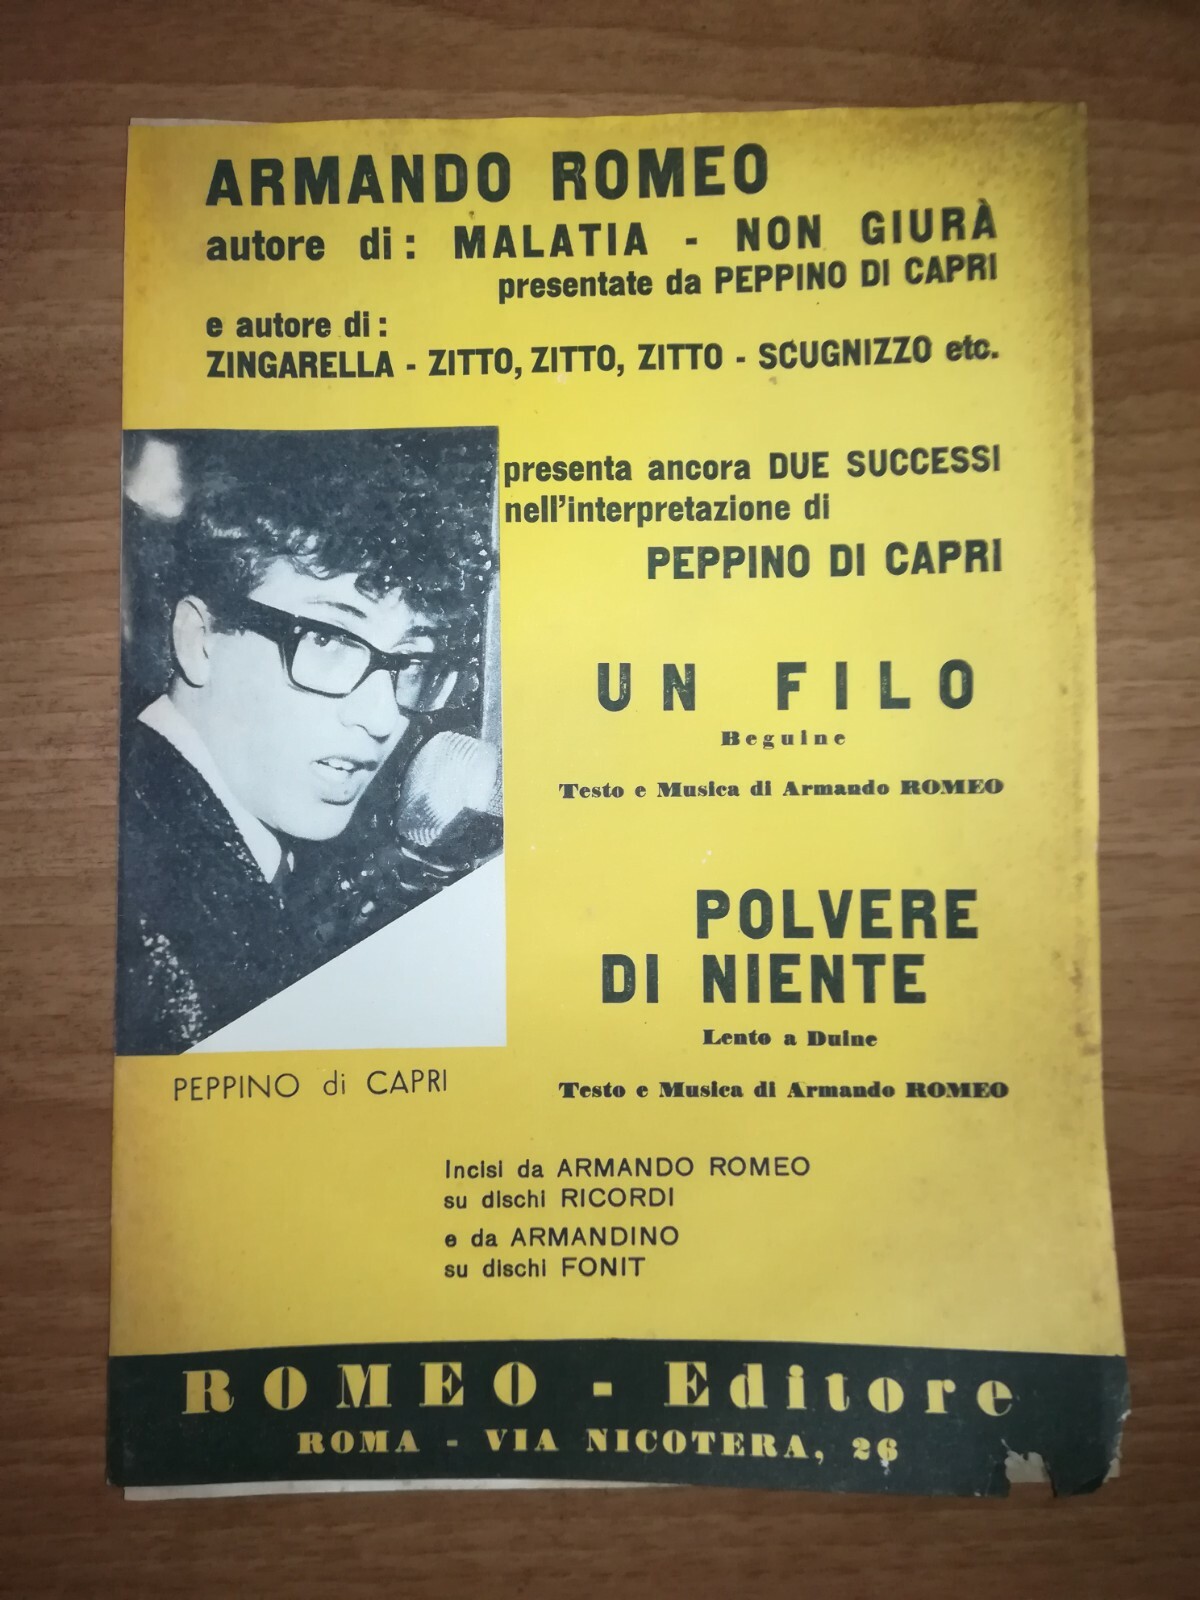 ARMANDO ROMEO
autore di: MALATIA - NON GIURÀ
presentate da PEPPINO DI CAPRI
e autore di:
ZINGARELLA - ZITTO, ZITTO, ZITTO - SCUGNIZZO etc.
presenta ancora DUE SUCCESSI
nell'interpretazione di
PEPPINO DI CAPRI
UN FILO
Beguine
Testo e Musica di Armando ROMEO
POLVERE
DI NIENTE
Lento a Duine
Testo e Musica di Armando ROMEO
PEPPINO di CAPRI
Incisi da ARMANDO ROMEO
su dischi RICORDI
e da ARMANDINO
su dischi FONIT
ROMEO - Editore
ROMA - VIA NICOTERA, 26